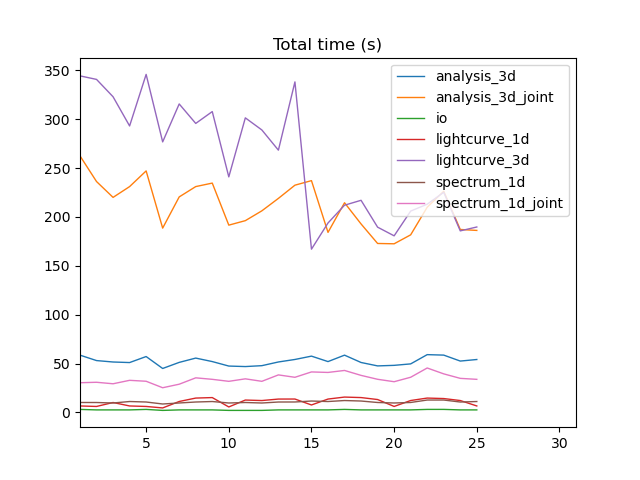 Total time (s)
350
300
250
200
150
100
50
0
5
10
15
20
25
30
analysis_3d
analysis_3d_joint
io
lightcurve_1d
lightcurve_3d
spectrum_1d
spectrum_1d_joint